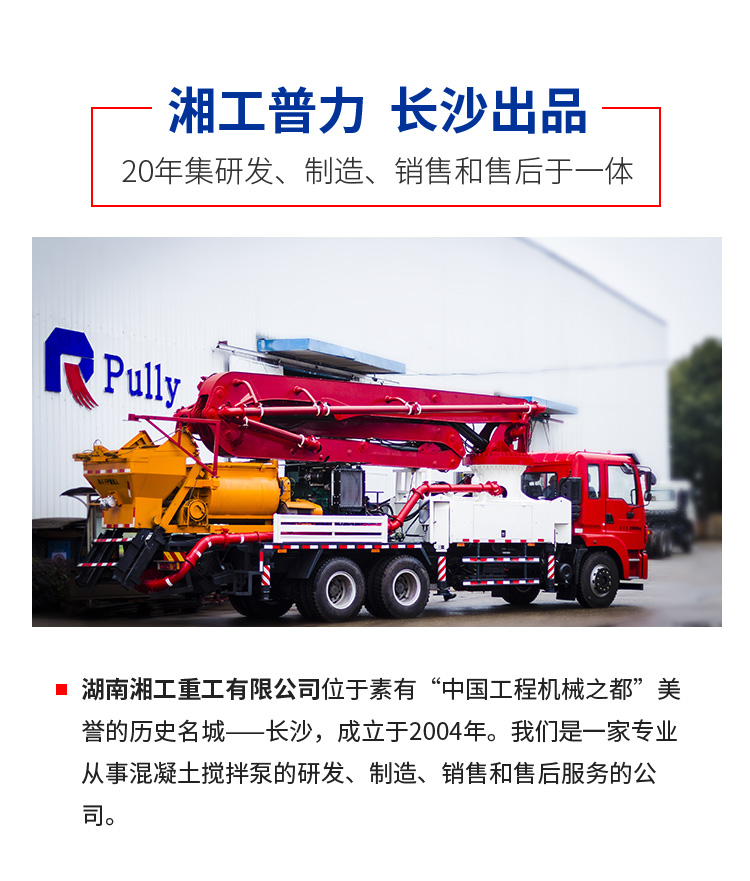 湘工普力 长沙出品
20年集研发、制造、销售和售后于一体
Pully
湖南湘工重工有限公司位于素有“中国工程机械之都”美
誉的历史名城——长沙，成立于2004年。我们是一家专业
从事混凝土搅拌泵的研发、制造、销售和售后服务的公
司。